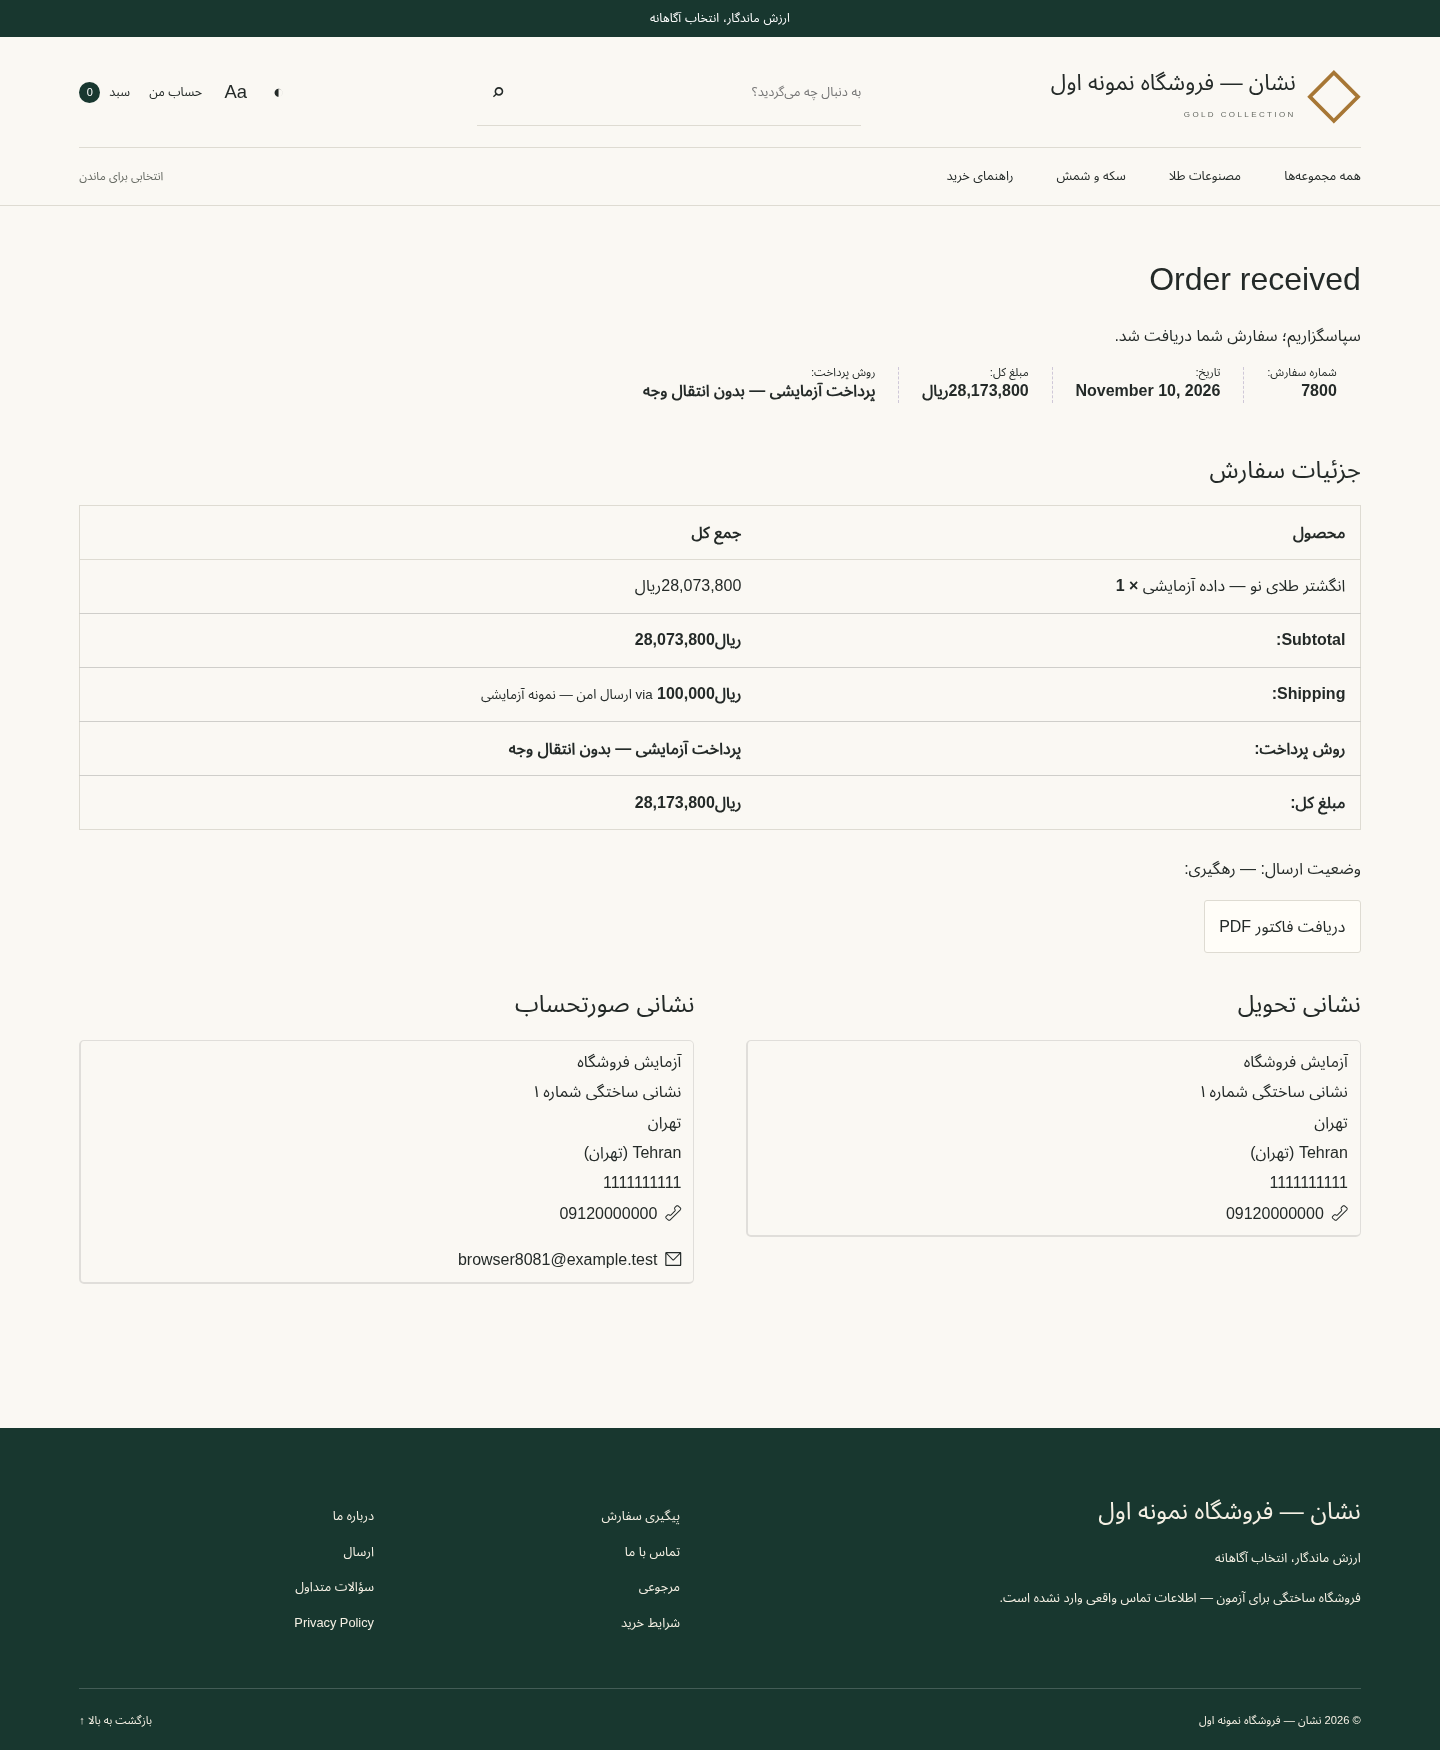 ارزش ماندگار، انتخاب آگاهانه
نشان — فروشگاه نمونه اول
GOLD COLLECTION
به دنبال چه می‌گردید؟
Aa
حساب من
سبد
0
همه مجموعه‌ها
مصنوعات طلا
سکه و شمش
راهنمای خرید
انتخابی برای ماندن
Order received
سپاسگزاریم؛ سفارش شما دریافت شد.
شماره سفارش:
7800
تاریخ:
November 10, 2026
مبلغ کل:
28,173,800ریال
روش پرداخت:
پرداخت آزمایشی — بدون انتقال وجه
جزئیات سفارش
محصول
جمع کل
انگشتر طلای نو — داده آزمایشی × 1
28,073,800ریال
Subtotal:
28,073,800ریال
Shipping:
100,000ریال via ارسال امن — نمونه آزمایشی
روش پرداخت:
پرداخت آزمایشی — بدون انتقال وجه
مبلغ کل:
28,173,800ریال
وضعیت ارسال: — رهگیری:
دریافت فاکتور PDF
نشانی تحویل
آزمایش فروشگاه
نشانی ساختگی شماره ۱
تهران
Tehran (تهران)
1111111111
09120000000
نشانی صورتحساب
آزمایش فروشگاه
نشانی ساختگی شماره ۱
تهران
Tehran (تهران)
1111111111
09120000000
browser8081@example.test
نشان — فروشگاه نمونه اول
ارزش ماندگار، انتخاب آگاهانه
فروشگاه ساختگی برای آزمون — اطلاعات تماس واقعی وارد نشده است.
پیگیری سفارش
تماس با ما
مرجوعی
شرایط خرید
درباره ما
ارسال
سؤالات متداول
Privacy Policy
© 2026 نشان — فروشگاه نمونه اول
بازگشت به بالا ↑